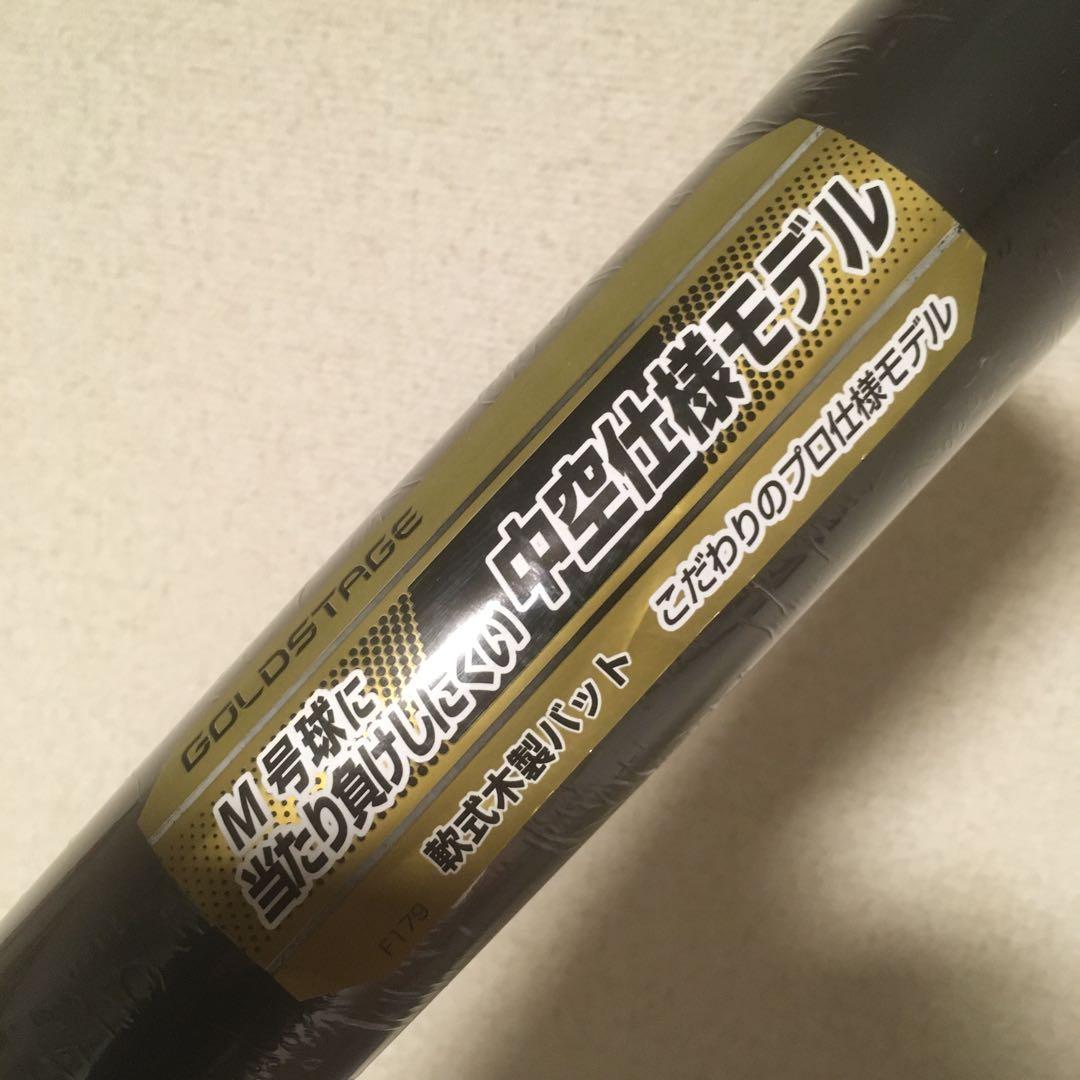 GOLDSTAGE
M号球に
当たり負けしにくい中空仕様モデル
軟式木製バット こだわりのプロ仕様モデル
F179